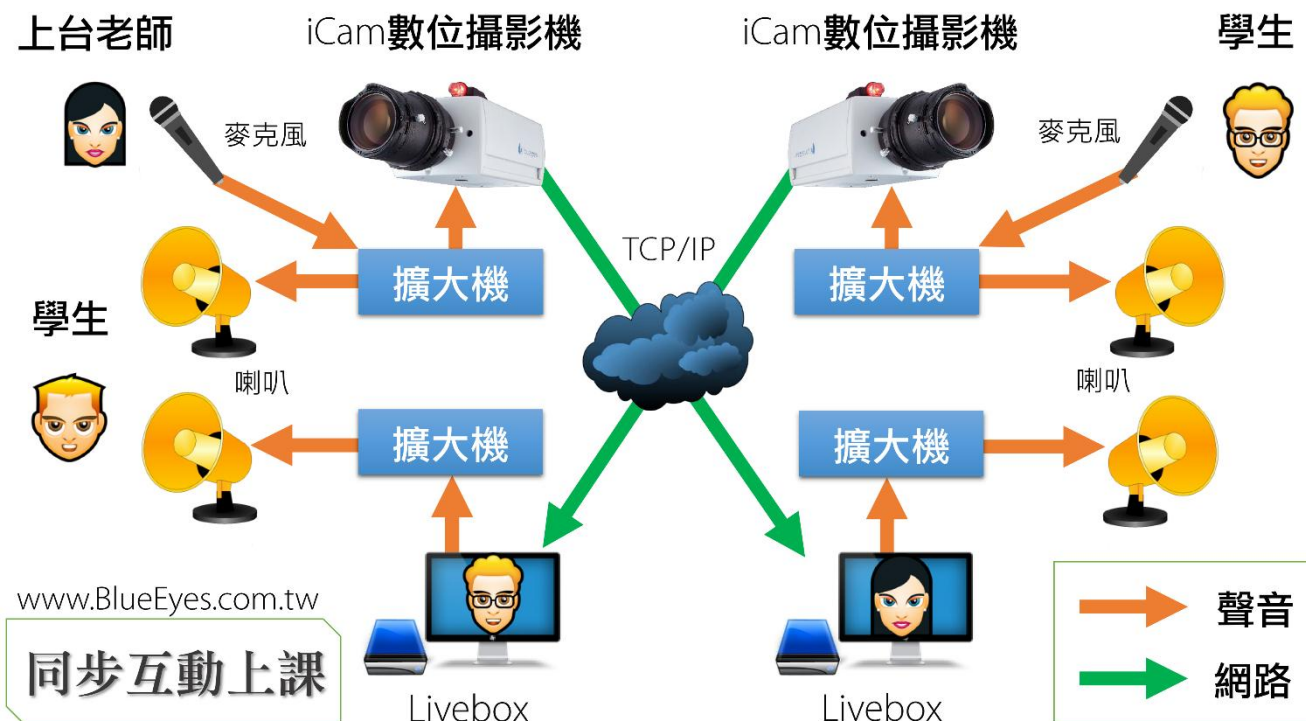 上台老師
iCam數位攝影機
iCam數位攝影機
學生
麥克風
麥克風
TCP/IP
擴大機
擴大機
學生
喇叭
喇叭
擴大機
擴大機
www.BlueEyes.com.tw
同步互動上課
Livebox
Livebox
聲音
網路